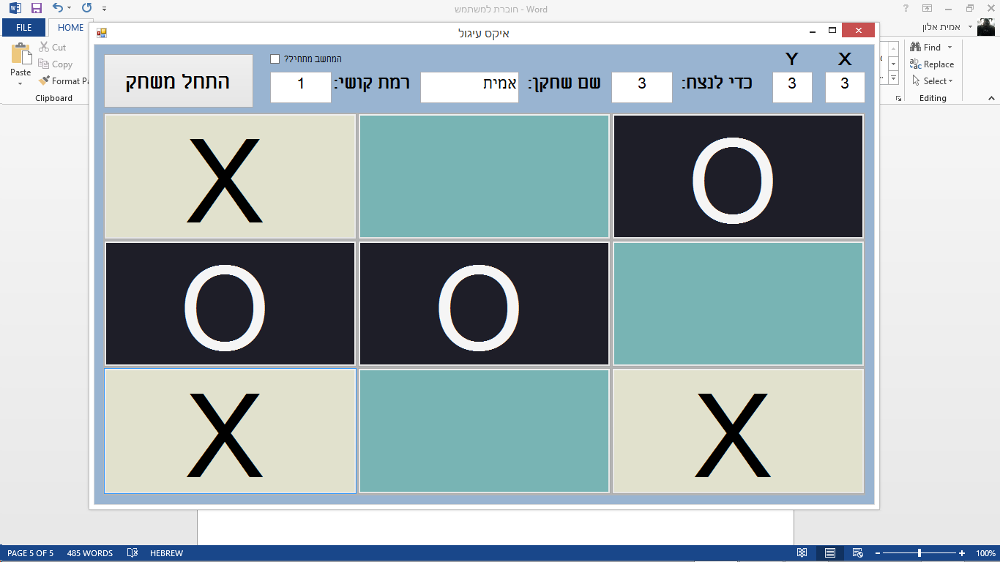 חוברת למשתמש - Word
FILE
HOME
אמית אלון
Cut
Copy
Format Pa
Paste
Clipboard
Find
Replace
Select
Editing
איקס עיגול
התחל משחק
המחשב מתחיל?
X Y
3 3 כדי לנצח: 3 שם שחקן: אמית רמת קושי: 1
X O
O O
X X
PAGE 5 OF 5 485 WORDS HEBREW 100%